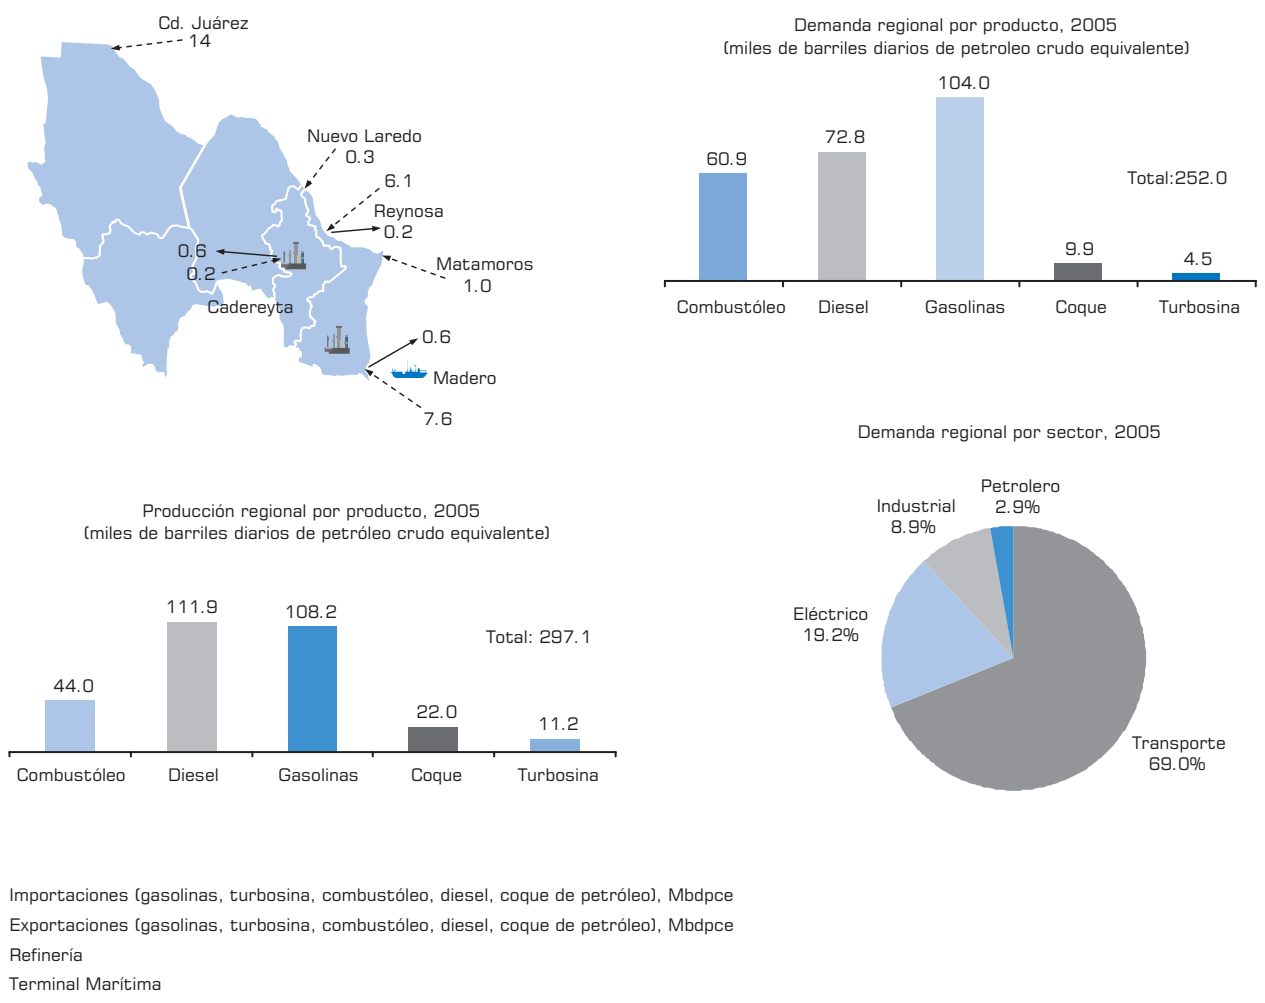 Cd. Juárez
14
Nuevo Laredo
0.3
6.1
Reynosa
0.2
0.6
0.2
Matamoros
1.0
Cadereyta
0.6
Madero
7.6
Demanda regional por producto, 2005
(miles de barriles diarios de petroleo crudo equivalente)
104.0
72.8
60.9
Total:252.0
9.9
4.5
Combustóleo
Diesel
Gasolinas
Coque
Turbosina
Demanda regional por sector, 2005
Petrolero
2.9%
Industrial
8.9%
Eléctrico
19.2%
Transporte
69.0%
Producción regional por producto, 2005
(miles de barriles diarios de petróleo crudo equivalente)
111.9
108.2
Total: 297.1
44.0
22.0
11.2
Combustóleo
Diesel
Gasolinas
Coque
Turbosina
Importaciones (gasolinas, turbosina, combustóleo, diesel, coque de petróleo), Mbdpce
Exportaciones (gasolinas, turbosina, combustóleo, diesel, coque de petróleo), Mbdpce
Refinería
Terminal Marítima